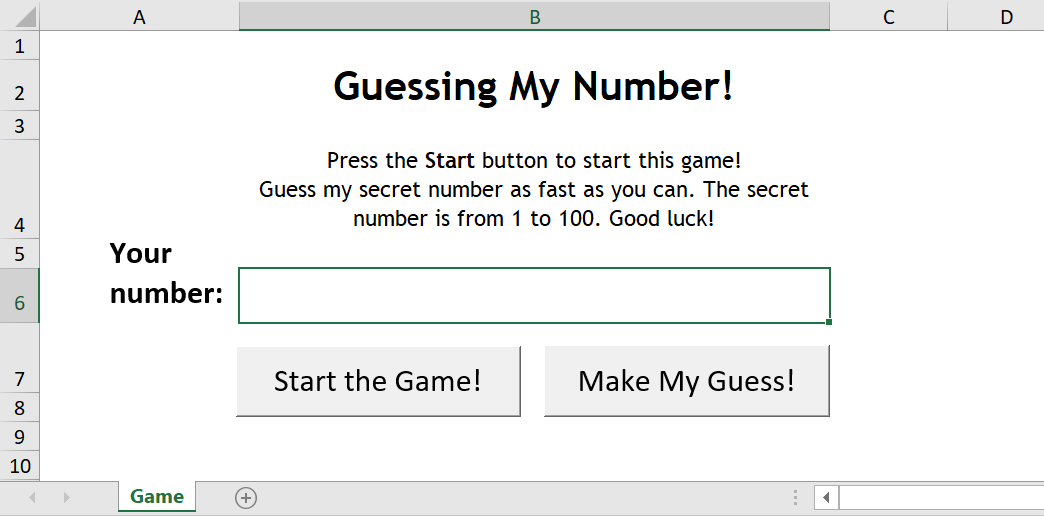 A B C D
1
2 Guessing My Number!
3
Press the Start button to start this game!
Guess my secret number as fast as you can. The secret
4 number is from 1 to 100. Good luck!
5 Your
6 number:
7 Start the Game! Make My Guess!
8
9
10
Game